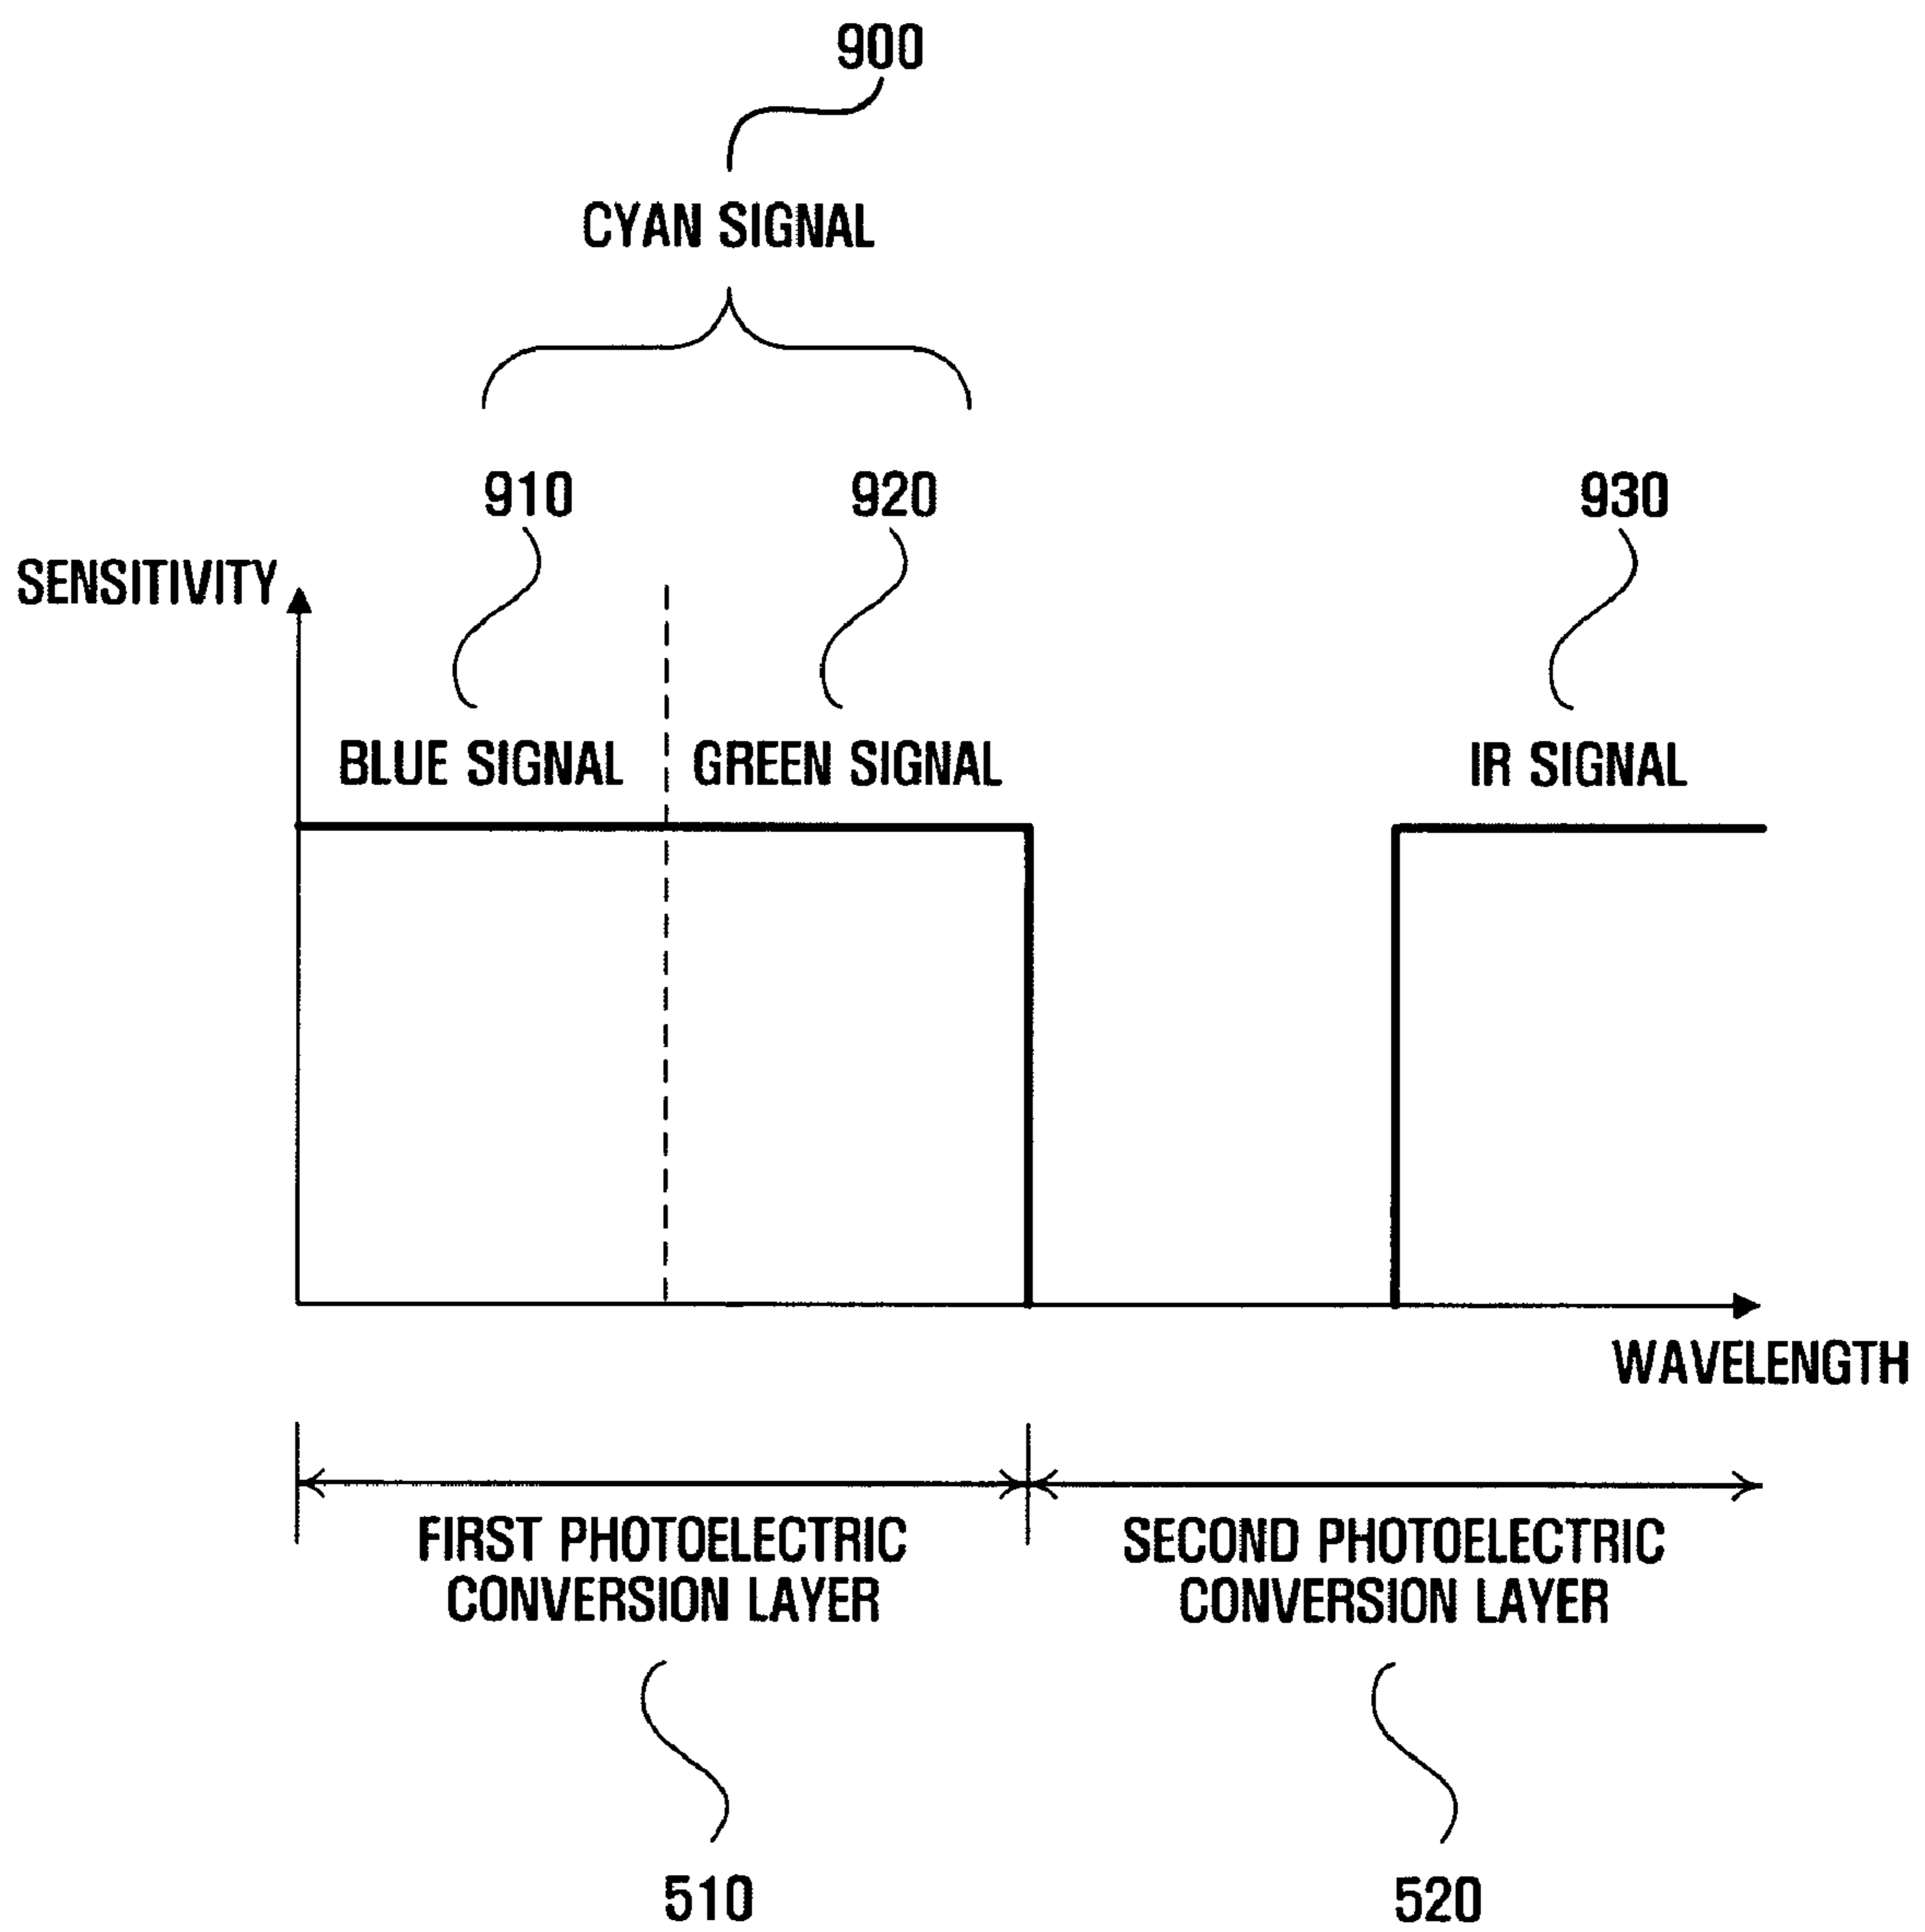 900
CYAN SIGNAL
910
920
930
SENSITIVITY
BLUE SIGNAL
GREEN SIGNAL
IR SIGNAL
WAVELENGTH
FIRST PHOTOELECTRIC
CONVERSION LAYER
SECOND PHOTOELECTRIC
CONVERSION LAYER
510
520